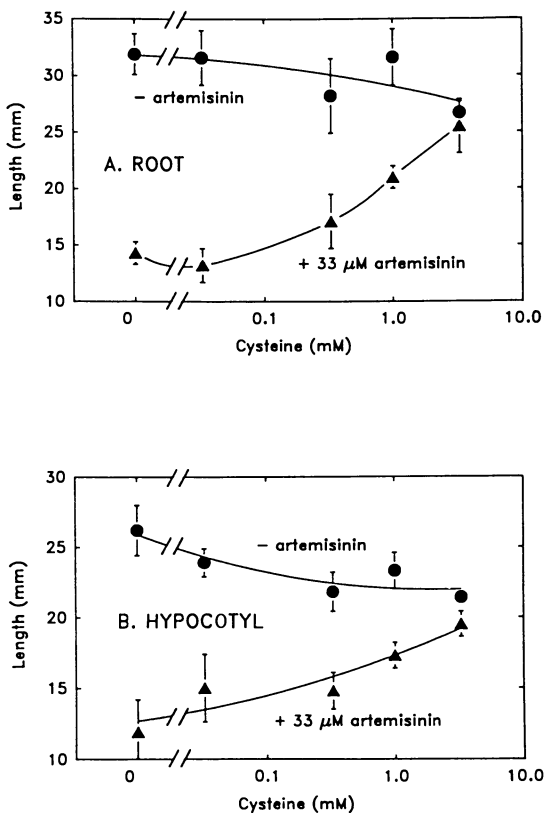 35
30
25
20
15
10
Length (mm)
– artemisinin
A. ROOT
+ 33 μM artemisinin
0
0.1
1.0
10.0
Cysteine (mM)
30
25
20
15
10
Length (mm)
– artemisinin
B. HYPOCOTYL
+ 33 μM artemisinin
0
0.1
1.0
10.0
Cysteine (mM)